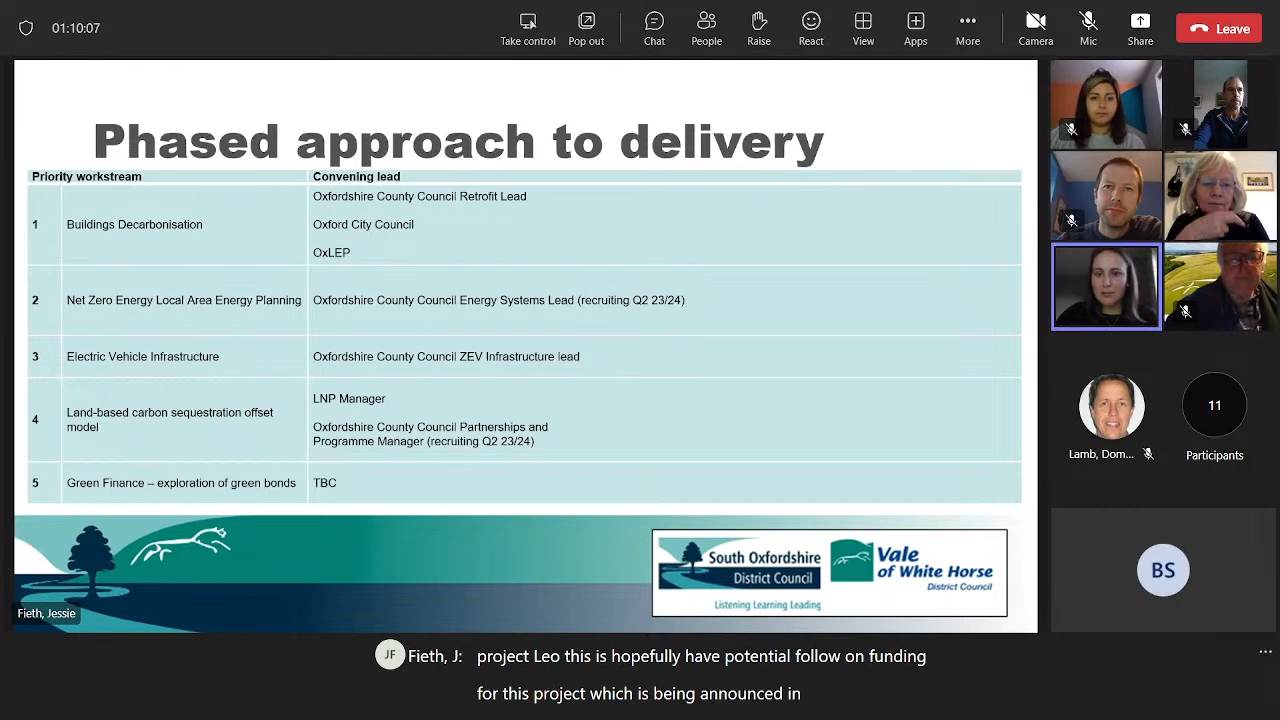 01:10:07
Take control
Pop out
Chat
People
Raise
React
View
Apps
More
Camera
Mic
Share
Leave
Phased approach to delivery
Priority workstream
Convening lead
1
Buildings Decarbonisation
Oxfordshire County Council Retrofit Lead
Oxford City Council
OxLEP
2
Net Zero Energy Local Area Energy Planning
Oxfordshire County Council Energy Systems Lead (recruiting Q2 23/24)
3
Electric Vehicle Infrastructure
Oxfordshire County Council ZEV Infrastructure lead
4
Land-based carbon sequestration offset
model
LNP Manager
Oxfordshire County Council Partnerships and
Programme Manager (recruiting Q2 23/24)
5
Green Finance – exploration of green bonds
TBC
South Oxfordshire
District Council
Listening Learning Leading
Vale
of White Horse
District Council
Fieth, Jessie
Lamb, Dom...
11
Participants
BS
JF
Fieth, J:
project Leo this is hopefully have potential follow on funding
for this project which is being announced in